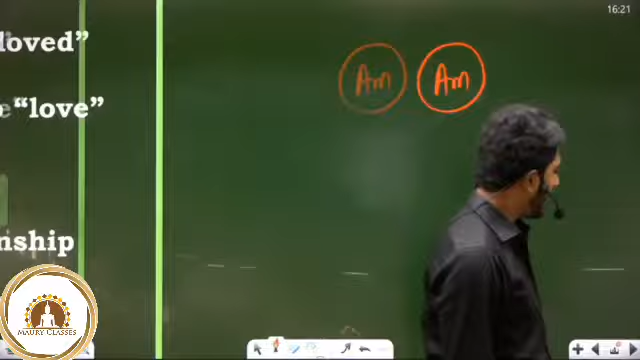 16:21
loved”
Am Am
“love”
nship
MAURY CLASSES